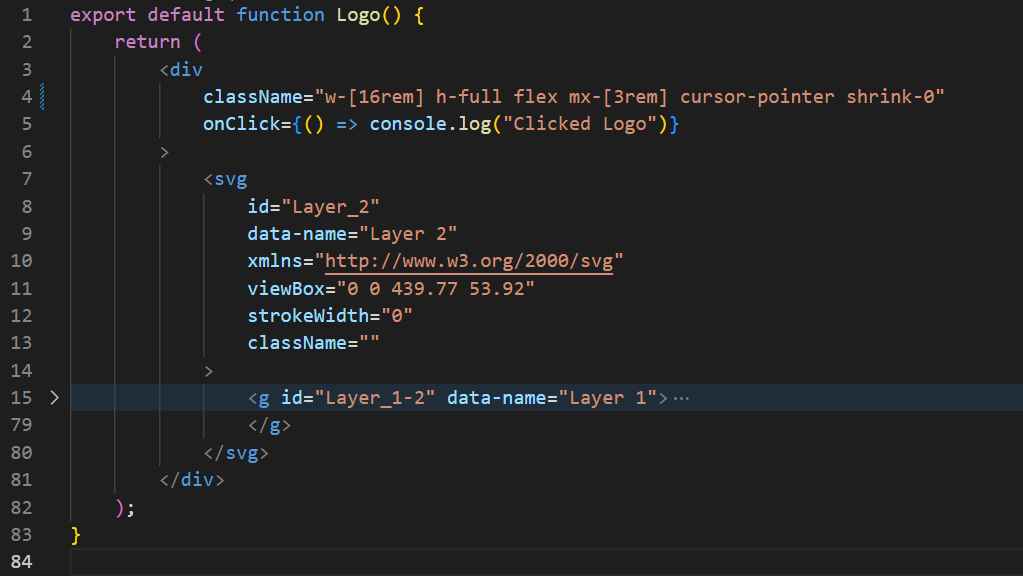 1 export default function Logo() {
2     return (
3         <div
4             className="w-[16rem] h-full flex mx-[3rem] cursor-pointer shrink-0"
5             onClick={() => console.log("Clicked Logo")}
6         >
7             <svg
8                 id="Layer_2"
9                 data-name="Layer 2"
10                 xmlns="http://www.w3.org/2000/svg"
11                 viewBox="0 0 439.77 53.92"
12                 strokeWidth="0"
13                 className=""
14             >
15                 <g id="Layer_1-2" data-name="Layer 1">···
79                 </g>
80             </svg>
81         </div>
82     );
83 }
84